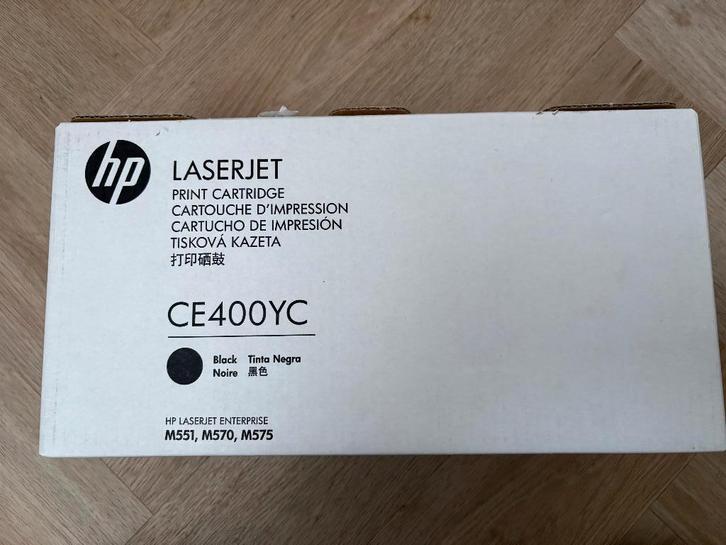 hp
LASERJET
PRINT CARTRIDGE
CARTOUCHE D'IMPRESSION
CARTUCHO DE IMPRESIÓN
TISKOVÁ KAZETA
打印硒鼓
CE400YC
Black Tinta Negra
Noire 黑色
HP LASERJET ENTERPRISE
M551, M570, M575